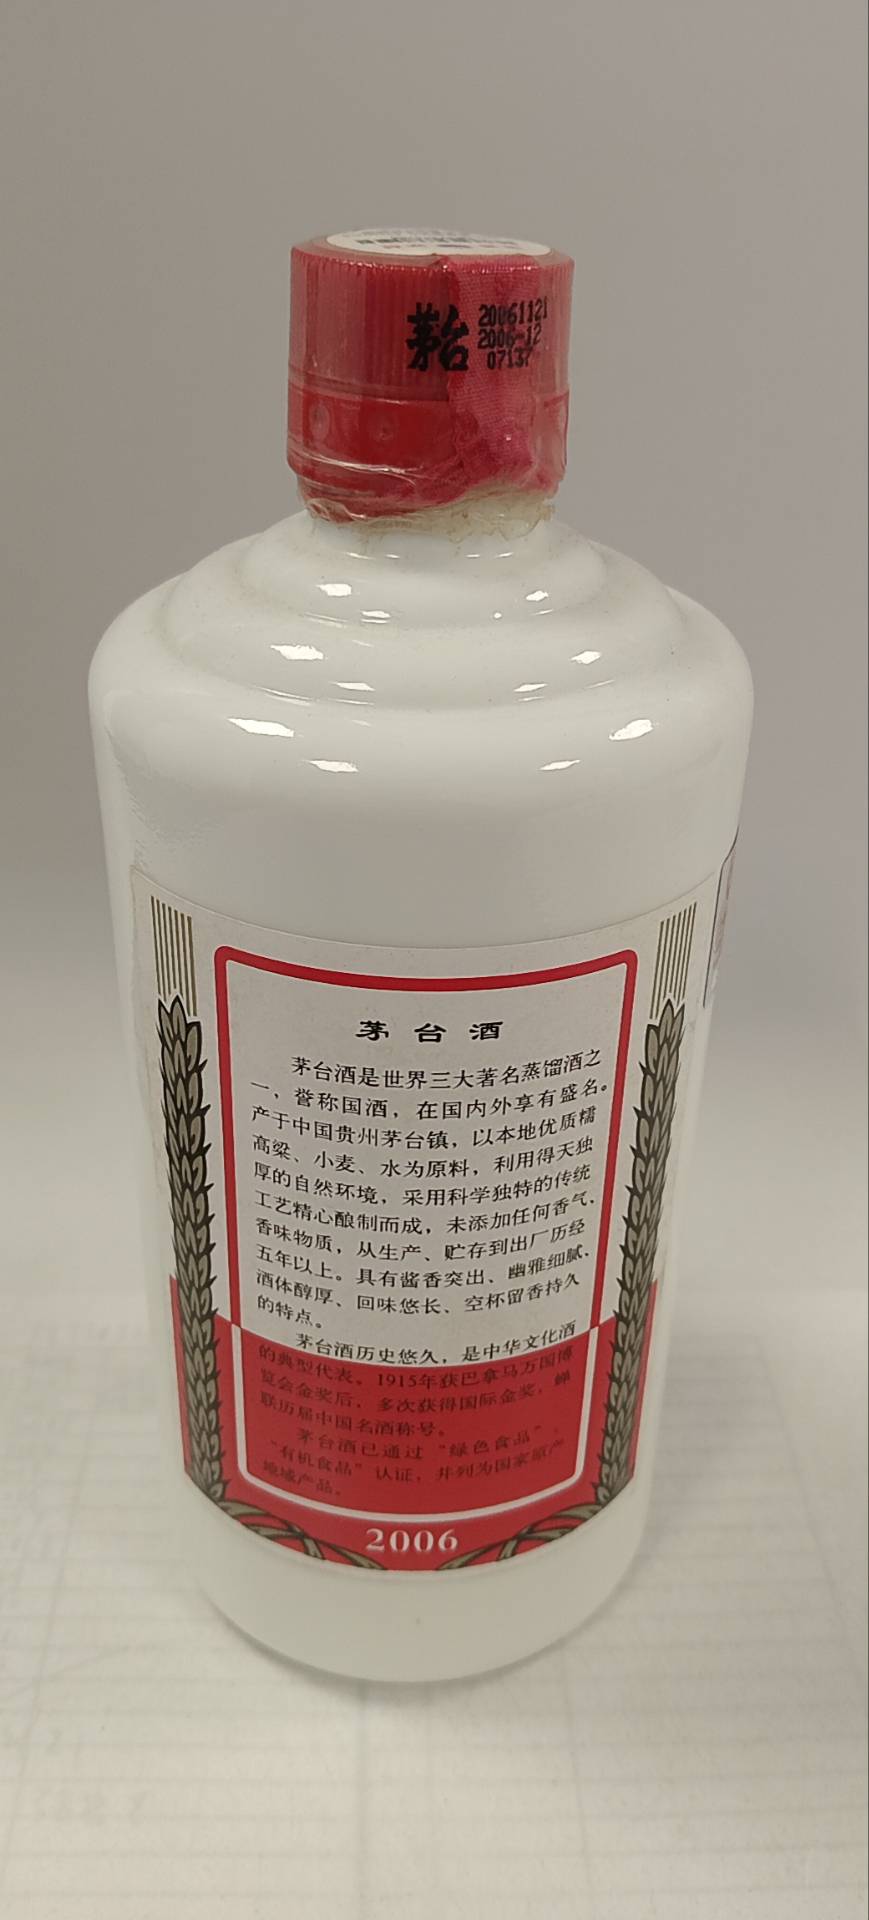 茅台
20061121
2006-12
07137
茅台酒
茅台酒是世界三大著名蒸馏酒之
一，誉称国酒，在国内外享有盛名。
产于中国贵州茅台镇，以本地优质糯
高粱、小麦、水为原料，利用得天独
厚的自然环境，采用科学独特的传统
工艺精心酿制而成，未添加任何香气、
香味物质，从生产、贮存到出厂历经
五年以上。具有酱香突出、幽雅细腻、
酒体醇厚、回味悠长、空杯留香持久
的特点。
茅台酒历史悠久，是中华文化酒
的典型代表。1915年获巴拿马万国博
览会金奖后，多次获得国际金奖，蝉
联历届中国名酒称号。
茅台酒已通过“绿色食品”、
“有机食品”认证，并列为国家原产
地域产品。
2006